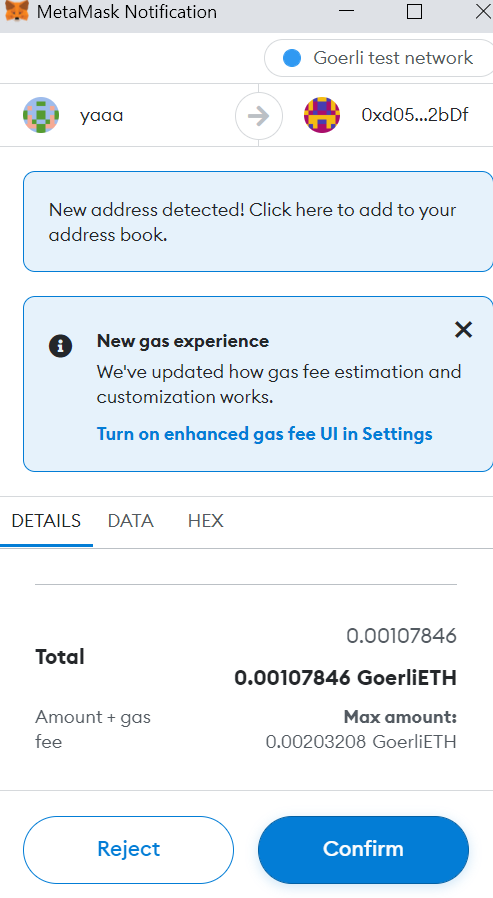 MetaMask Notification
Goerli test network
yaaa
0xd05...2bDf
New address detected! Click here to add to your
address book.
New gas experience
We've updated how gas fee estimation and
customization works.
Turn on enhanced gas fee UI in Settings
DETAILS DATA HEX
0.00107846
Total
0.00107846 GoerliETH
Amount + gas
fee
Max amount:
0.00203208 GoerliETH
Reject
Confirm